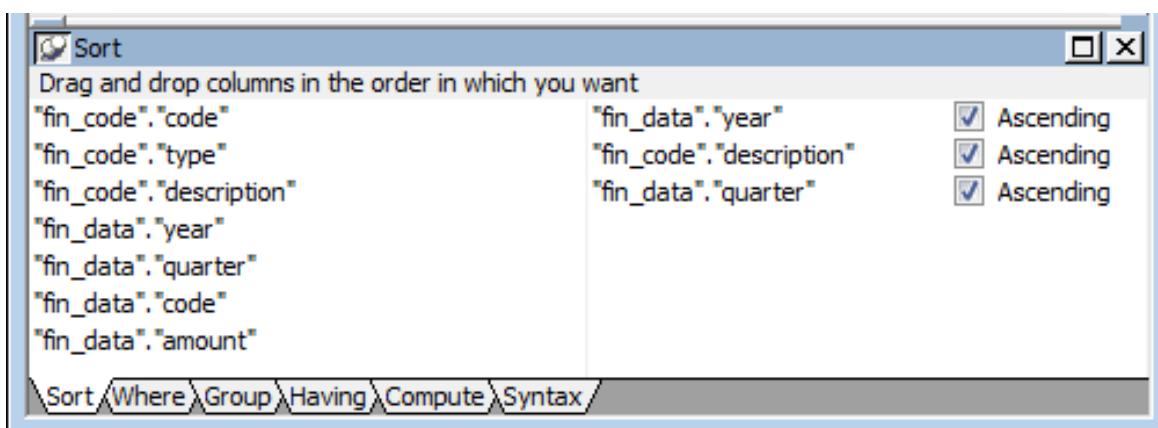 Sort
Drag and drop columns in the order in which you want
"fin_code"."code" "fin_data"."year" Ascending
"fin_code"."type" "fin_code"."description" Ascending
"fin_code"."description" "fin_data"."quarter" Ascending
"fin_data"."year"
"fin_data"."quarter"
"fin_data"."code"
"fin_data"."amount"
Sort Where Group Having Compute Syntax